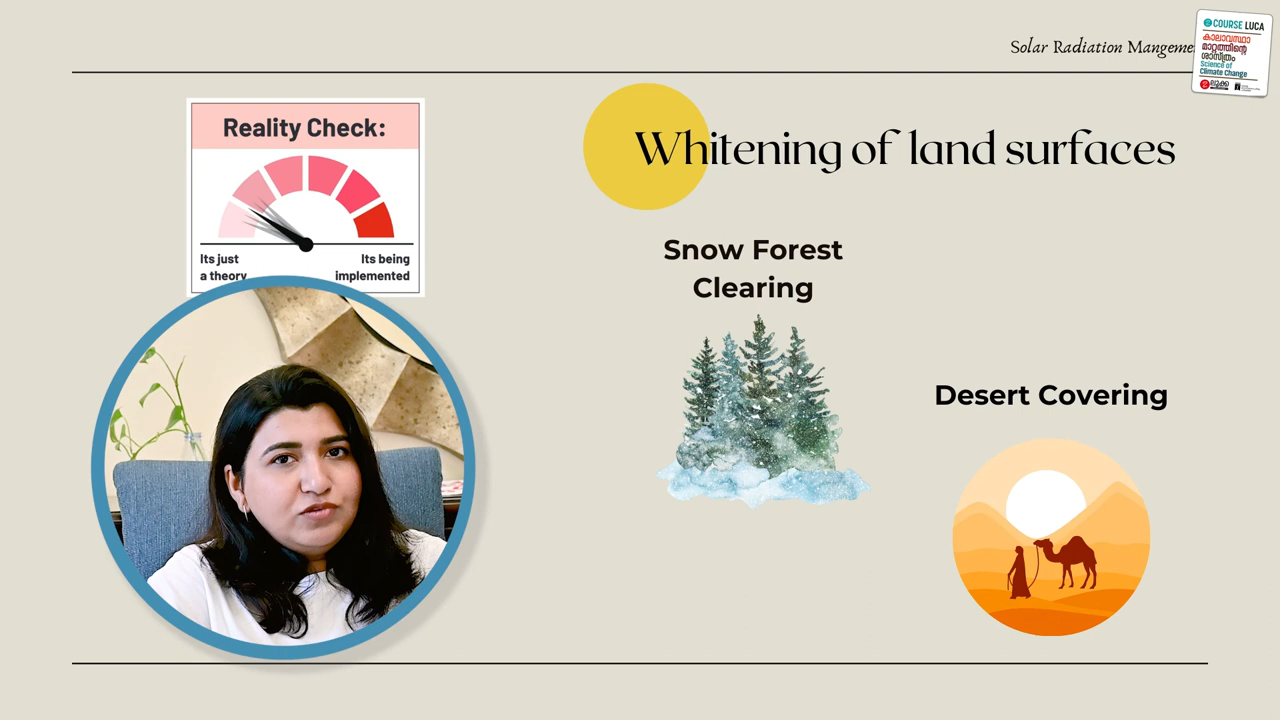 Solar Radiation Mangeme
COURSE LUCA
കാലാവസ്ഥാ
മാറ്റത്തിന്റെ
ശാസ്ത്രം
Science of
Climate Change
ലൂക്ക
Reality Check:
Its just
a theory
Its being
implemented
Whitening of land surfaces
Snow Forest
Clearing
Desert Covering